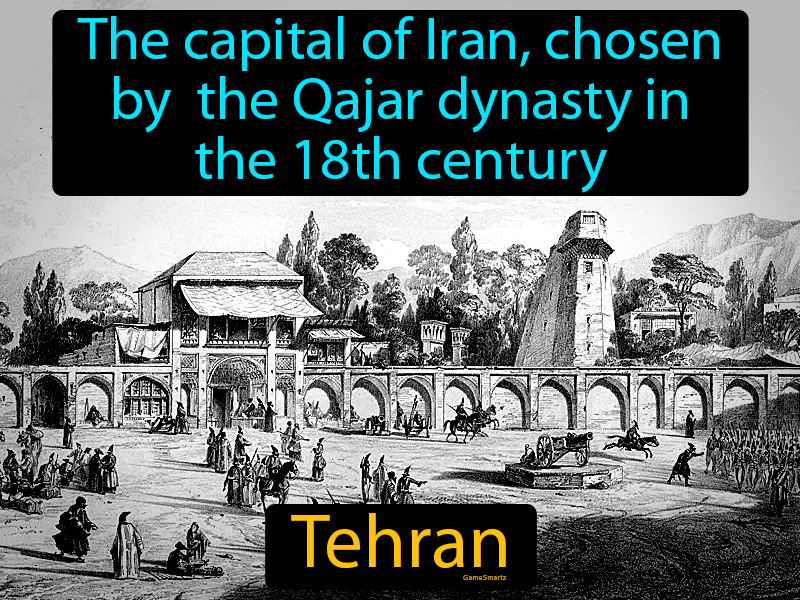 The capital of Iran, chosen
by the Qajar dynasty in
the 18th century
Tehran
GameSmartz